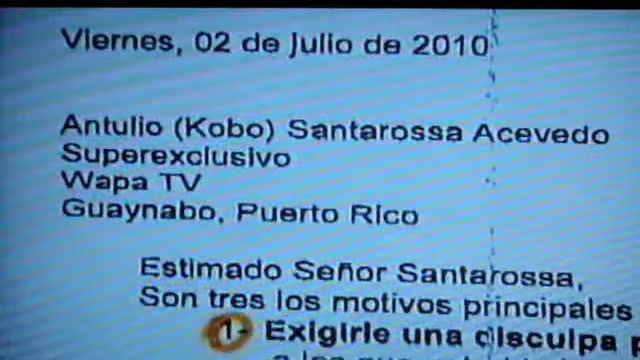 Viernes, 02 de Julio de 2010
Antulio (Kobo) Santarossa Acevedo
Superexclusivo
Wapa TV
Guaynabo, Puerto Rico
Estimado Señor Santarossa,
Son tres los motivos principales
1- Exigirle una disculpa